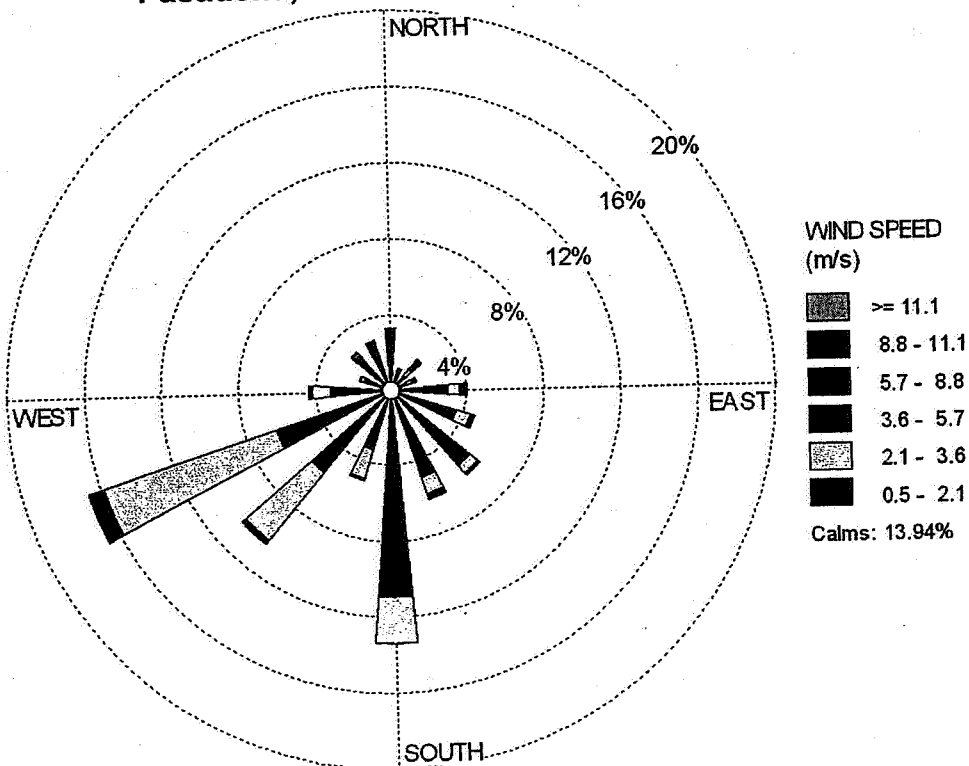 NORTH
20%
16%
12%
8%
4%
WEST
EAST
SOUTH
WIND SPEED
(m/s)
>= 11.1
8.8 - 11.1
5.7 - 8.8
3.6 - 5.7
2.1 - 3.6
0.5 - 2.1
Calms: 13.94%